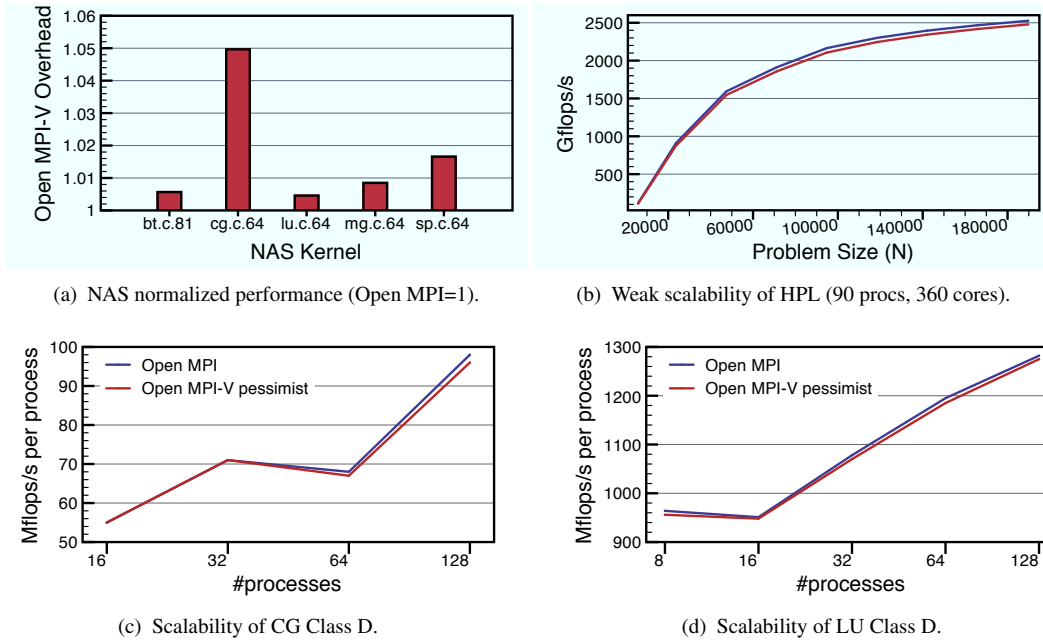 1.06
1.05
1.04
1.03
1.02
1.01
1
Open MPI-V Overhead
bt.c.81 cg.c.64 lu.c.64 mg.c.64 sp.c.64
NAS Kernel
(a) NAS normalized performance (Open MPI=1).
2500
2000
1500
1000
500
Gflops/s
20000 60000 100000 140000 180000
Problem Size (N)
(b) Weak scalability of HPL (90 procs, 360 cores).
100
90
80
70
60
50
Mflops/s per process
Open MPI
Open MPI-V pessimist
16 32 64 128
#processes
(c) Scalability of CG Class D.
1300
1200
1100
1000
900
Mflops/s per process
Open MPI
Open MPI-V pessimist
8 16 32 64 128
#processes
(d) Scalability of LU Class D.